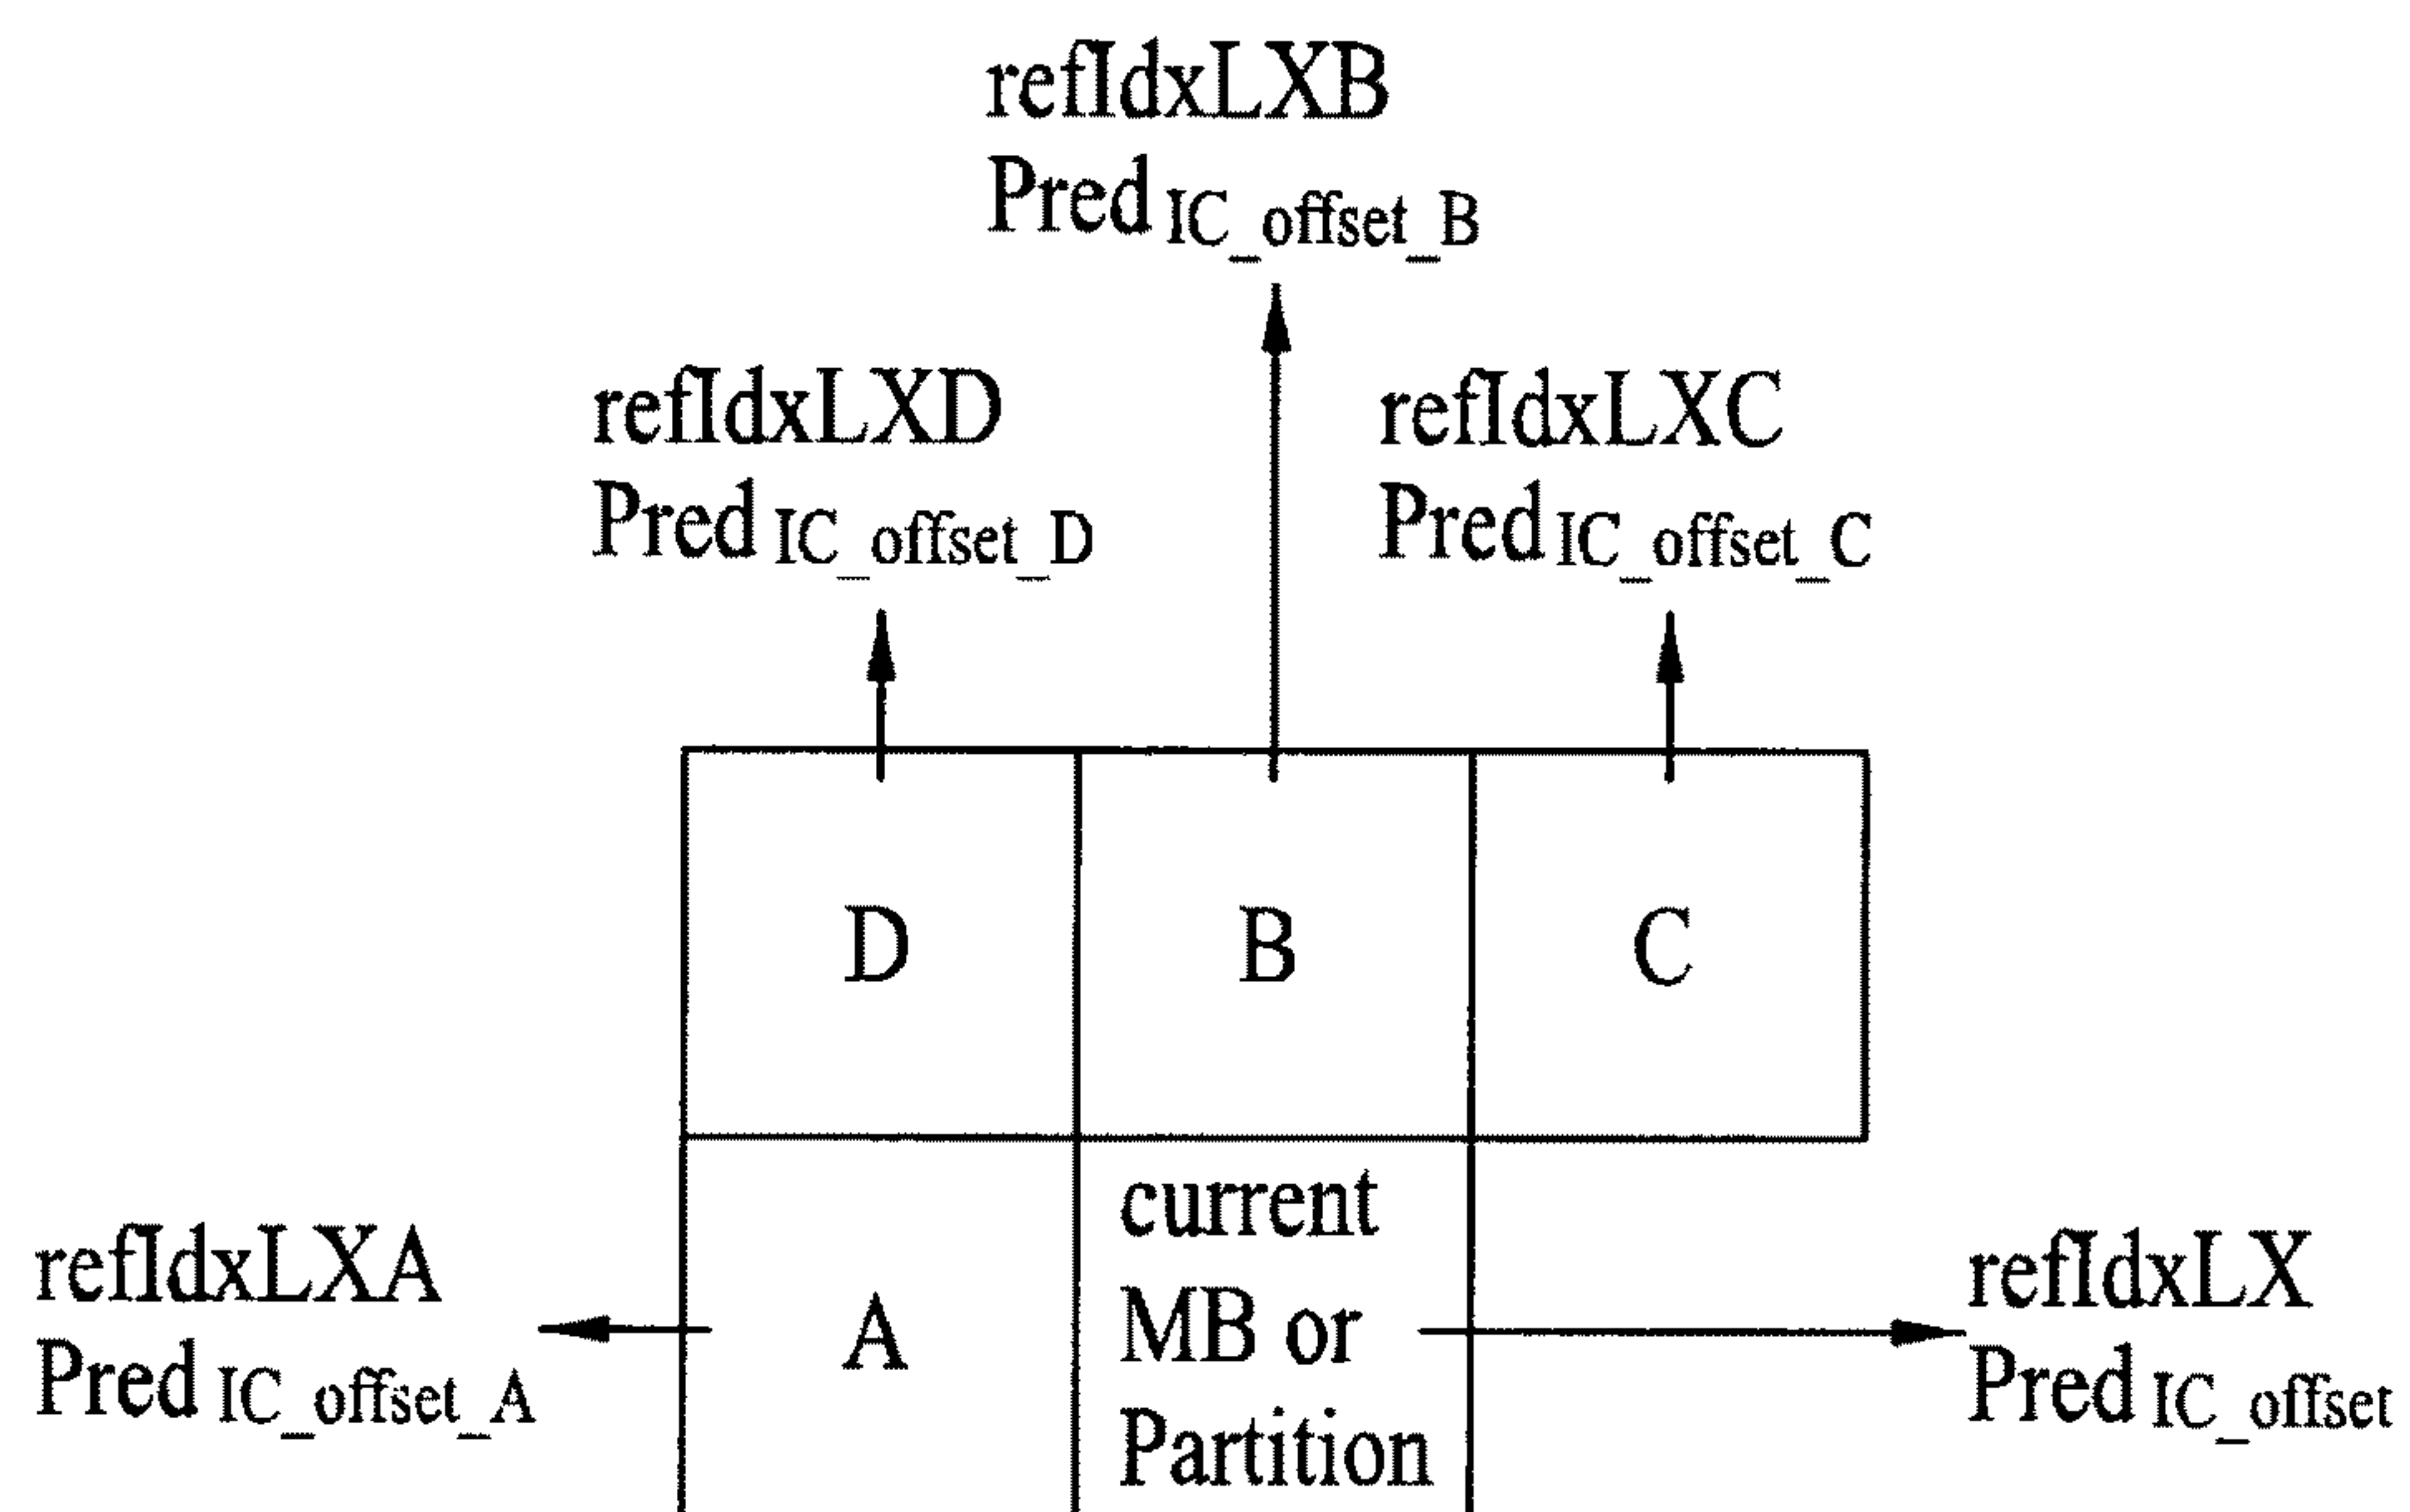 refIdxLXB
Pred IC_offset_B
refIdxLXD
Pred IC_offset_D
refIdxLXC
Pred IC_offset_C
D
B
C
refIdxLXA
Pred IC_offset_A
A
current
MB or
Partition
refIdxLX
Pred IC_offset